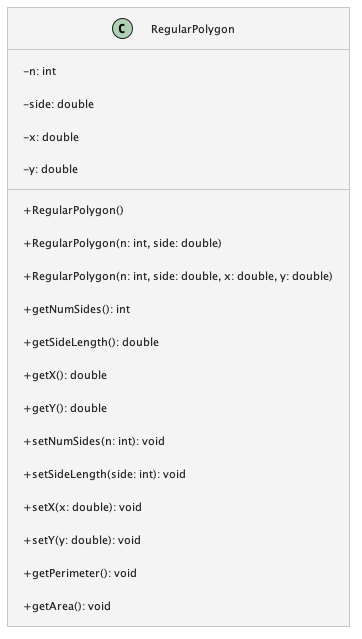 C RegularPolygon
-n: int
-side: double
-x: double
-y: double
+RegularPolygon()
+RegularPolygon(n: int, side: double)
+RegularPolygon(n: int, side: double, x: double, y: double)
+getNumSides(): int
+getSideLength(): double
+getX(): double
+getY(): double
+setNumSides(n: int): void
+setSideLength(side: int): void
+setX(x: double): void
+setY(y: double): void
+getPerimeter(): void
+getArea(): void